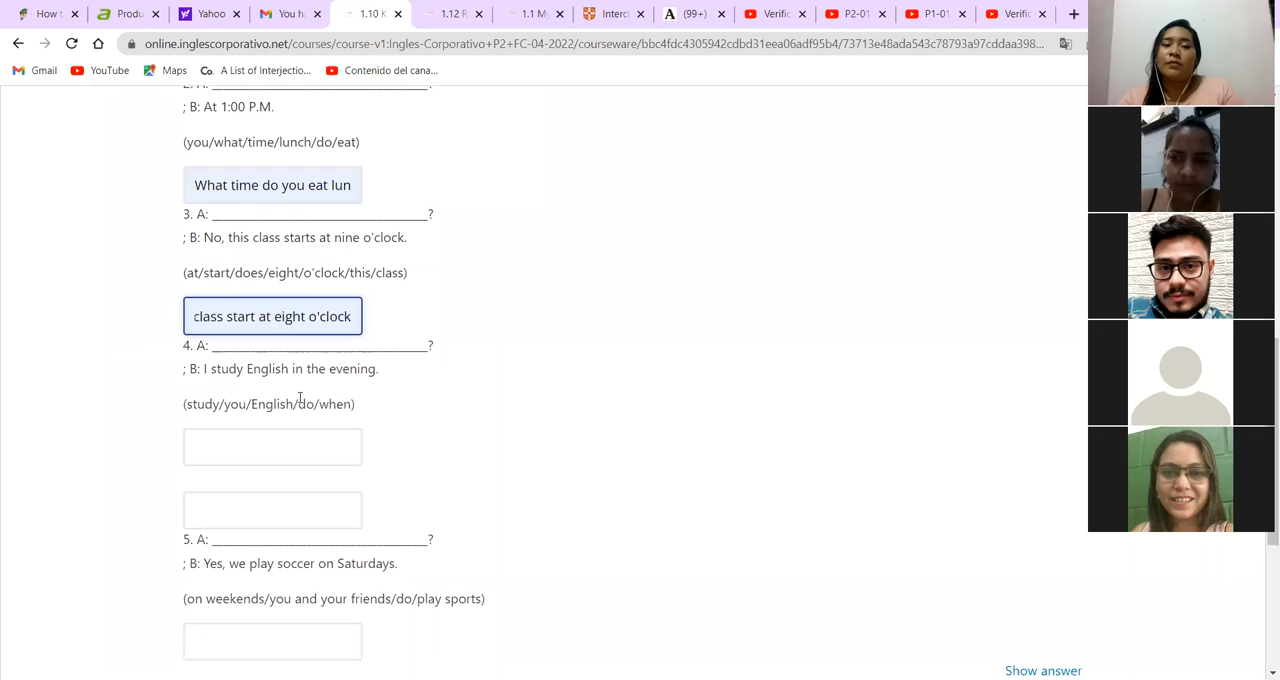 How t
Produ
Yahoo
You ha
1.10 K
1.12 R
1.1 My
Interch
(99+)
Verific
P2-01
P1-01
Verific
online.inglescorporativo.net/courses/course-v1:Ingles-Corporativo+P2+FC-04-2022/courseware/bbc4fdc4305942cdbd31eea06adf95b4/73713e48ada543c78793a97cddaa398...
Gmail
YouTube
Maps
A List of Interjectio...
Contenido del cana...
; B: At 1:00 P.M.
(you/what/time/lunch/do/eat)
What time do you eat lun
3. A: ______________________________?
; B: No, this class starts at nine o'clock.
(at/start/does/eight/o'clock/this/class)
class start at eight o'clock
4. A: ______________________________?
; B: I study English in the evening.
(study/you/English/do/when)
5. A: ______________________________?
; B: Yes, we play soccer on Saturdays.
(on weekends/you and your friends/do/play sports)
Show answer